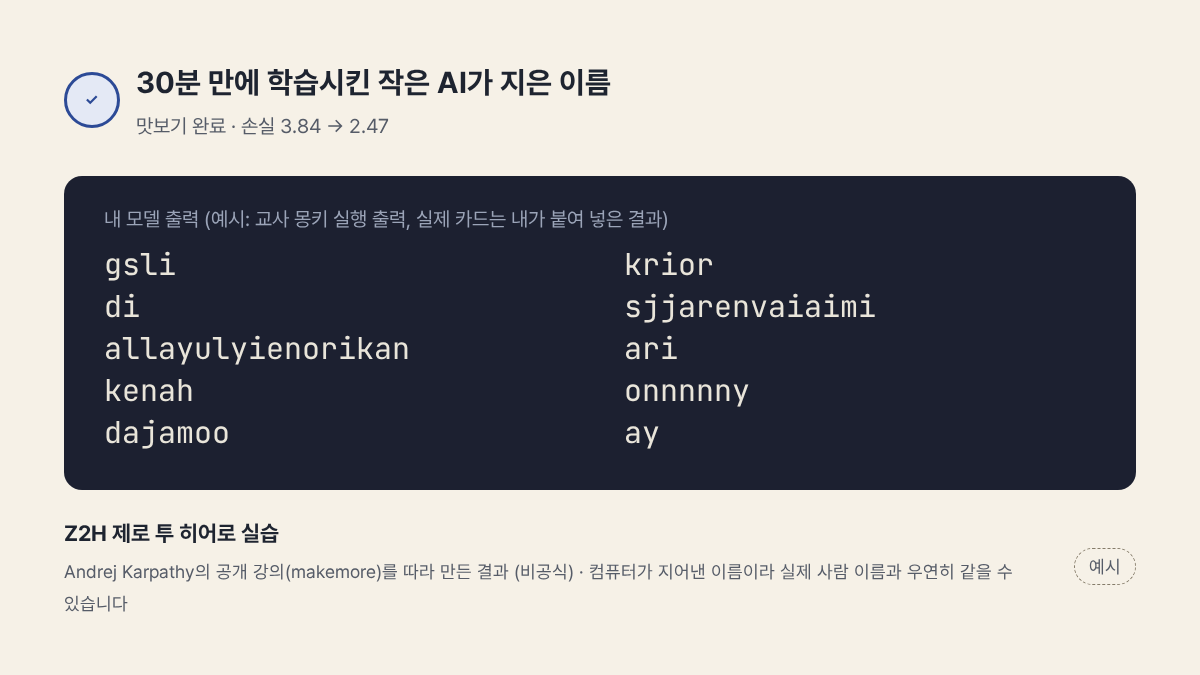 30분 만에 학습시킨 작은 AI가 지은 이름
맛보기 완료 · 손실 3.84 → 2.47
내 모델 출력 (예시: 교사 몽키 실행 출력, 실제 카드는 내가 붙여 넣은 결과)
gsli
di
allayulyienorikan
kenah
dajamoo
krior
sjjarenvaiaimi
ari
onnnnny
ay
Z2H 제로 투 히어로 실습
Andrej Karpathy의 공개 강의(makemore)를 따라 만든 결과 (비공식) · 컴퓨터가 지어낸 이름이라 실제 사람 이름과 우연히 같을 수
있습니다
예시